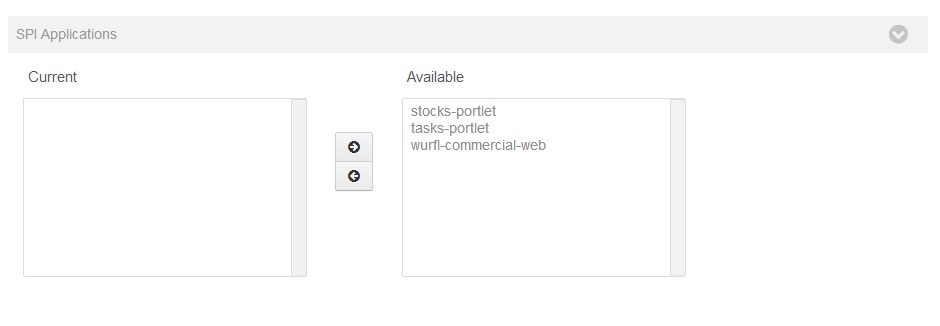 SPI Applications
Current
Available
stocks-portlet
tasks-portlet
wurfl-commercial-web